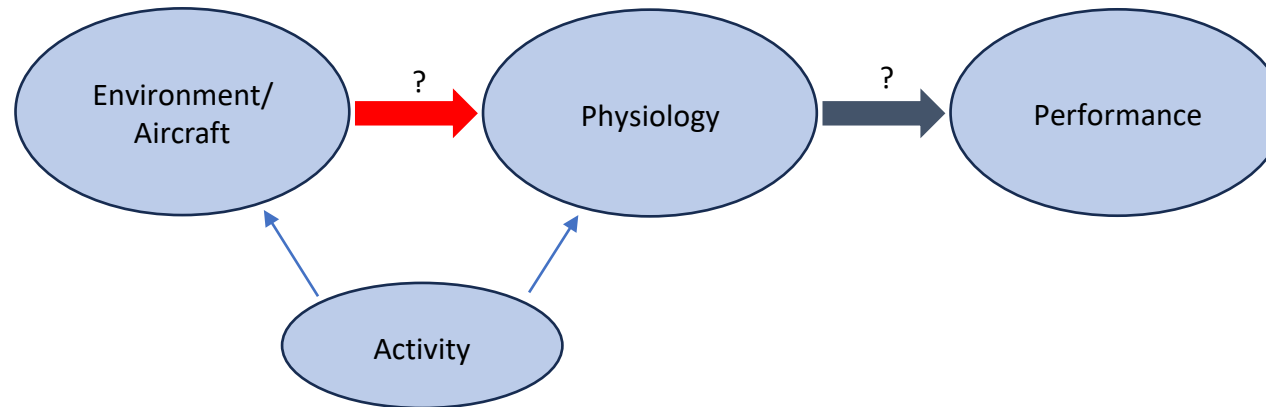 Environment/
Aircraft
?
Physiology
?
Performance
Activity